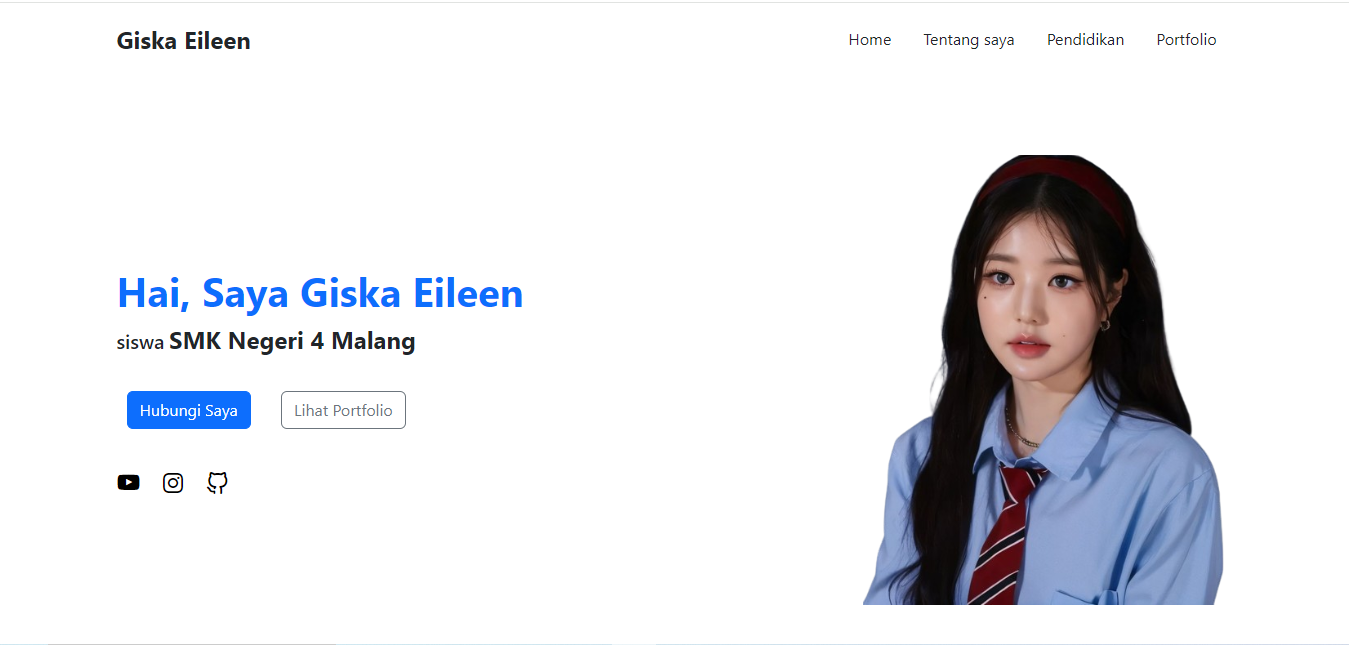 Giska Eileen
Home
Tentang saya
Pendidikan
Portfolio
Hai, Saya Giska Eileen
siswa SMK Negeri 4 Malang
Hubungi Saya
Lihat Portfolio